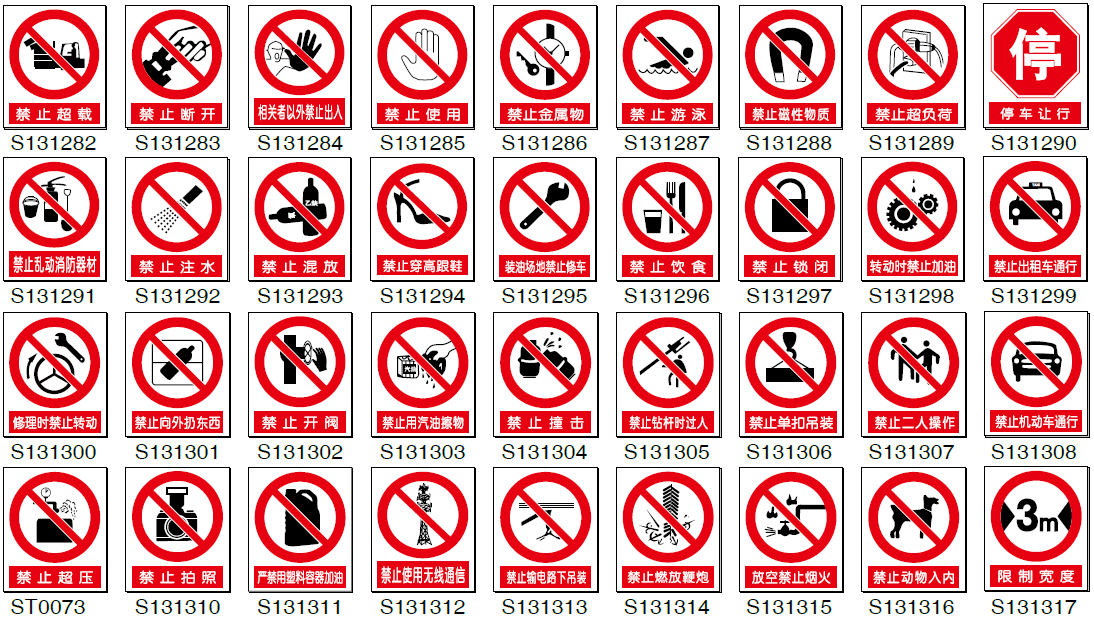 停
禁止超载 禁止断开 相关者以外禁止出入 禁止使用 禁止金属物 禁止游泳 禁止磁性物质 禁止超负荷 停车让行
S131282 S131283 S131284 S131285 S131286 S131287 S131288 S131289 S131290
TAXI
禁止乱动消防器材 禁止注水 禁止混放 禁止穿高跟鞋 装油场地禁止修车 禁止饮食 禁止锁闭 转动时禁止加油 禁止出租车通行
S131291 S131292 S131293 S131294 S131295 S131296 S131297 S131298 S131299
修理时禁止转动 禁止向外扔东西 禁止开阀 禁止用汽油擦物 禁止撞击 禁止钻杆时过人 禁止单扣吊装 禁止二人操作 禁止机动车通行
S131300 S131301 S131302 S131303 S131304 S131305 S131306 S131307 S131308
3m
禁止超压 禁止拍照 严禁用塑料容器加油 禁止使用无线通信 禁止输电路下吊装 禁止燃放鞭炮 放空禁止烟火 禁止动物入内 限制宽度
ST0073 S131310 S131311 S131312 S131313 S131314 S131315 S131316 S131317